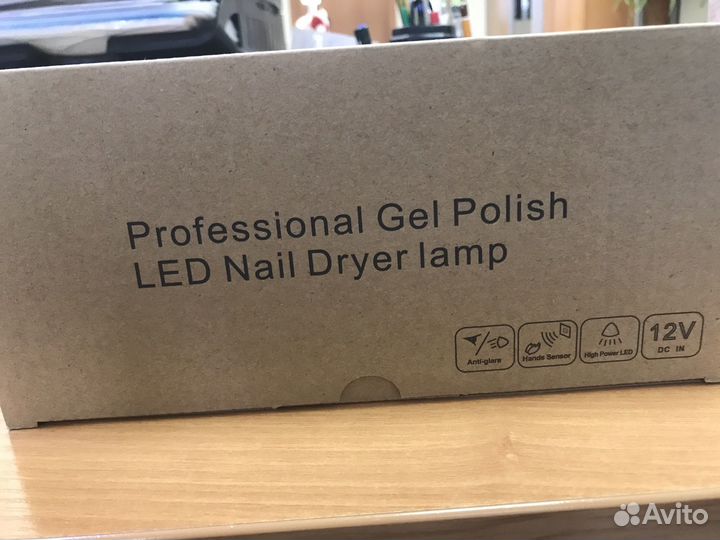 Professional Gel Polish
LED Nail Dryer lamp
Anti-glare
Hands Sensor
High Power LED
12V
DC IN
Avito